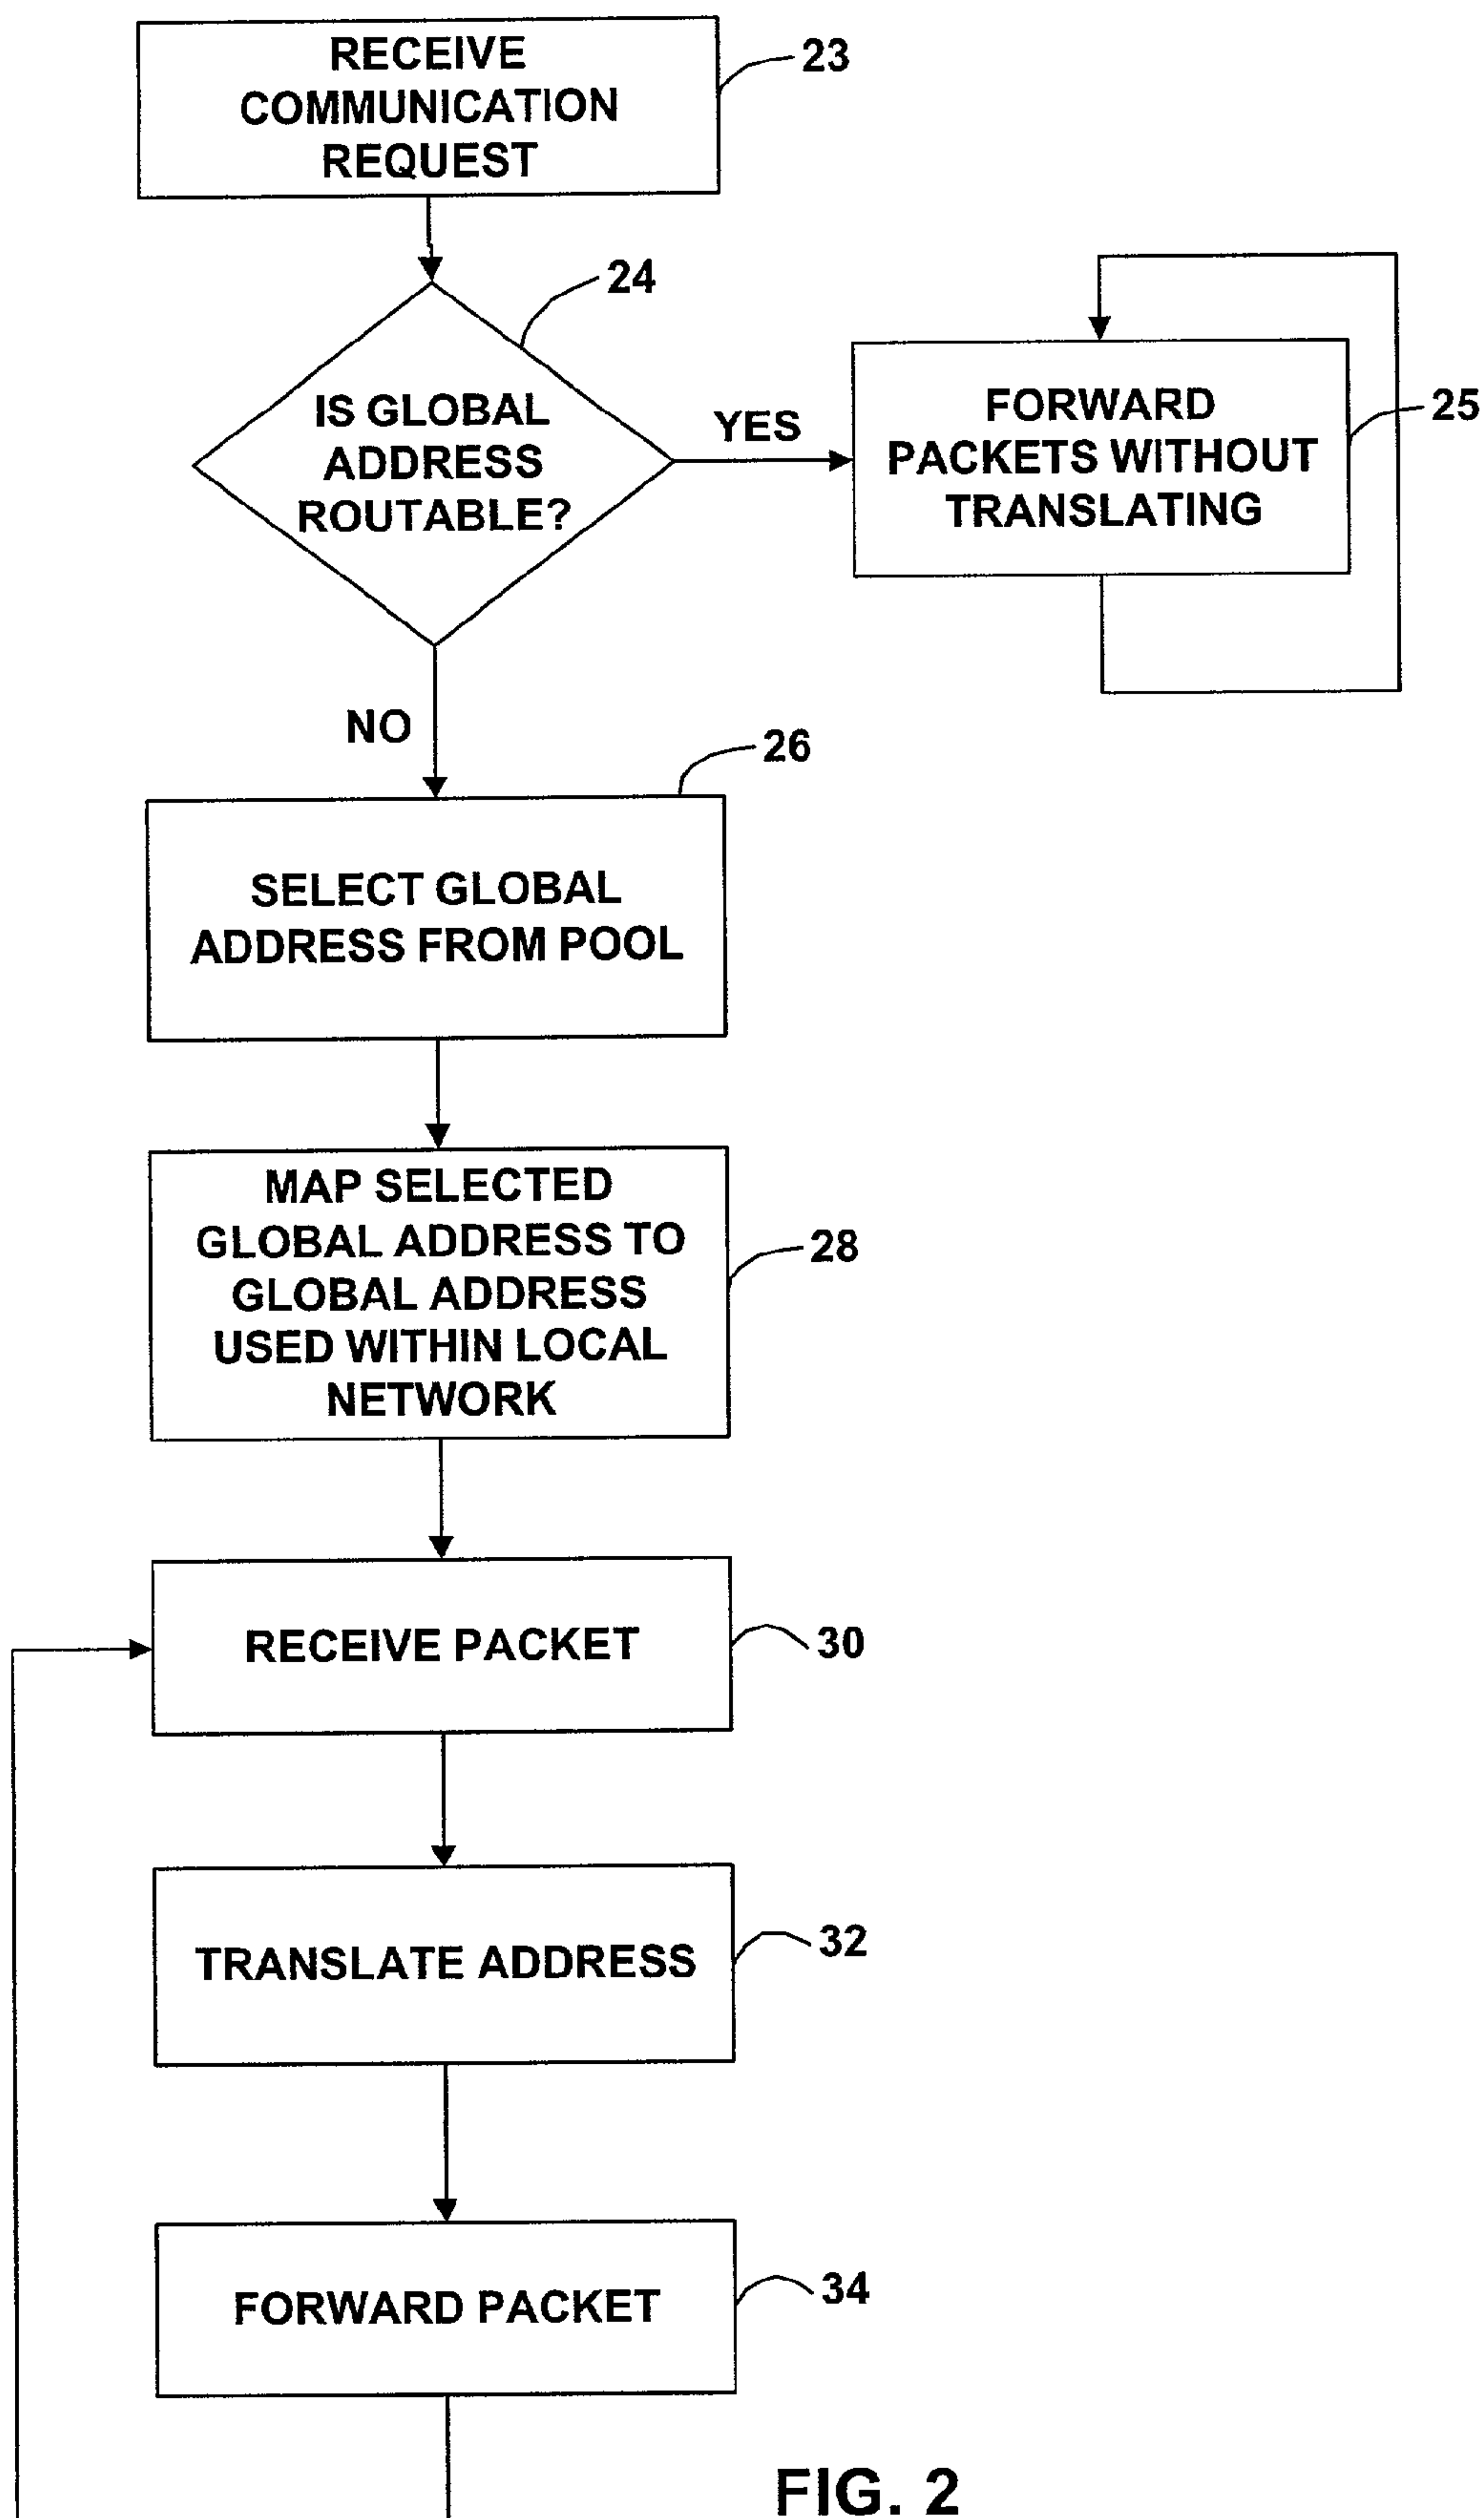 RECEIVE
COMMUNICATION
REQUEST
23
24
IS GLOBAL
ADDRESS
ROUTABLE?
YES
FORWARD
PACKETS WITHOUT
TRANSLATING
25
NO
26
SELECT GLOBAL
ADDRESS FROM POOL
MAP SELECTED
GLOBAL ADDRESS TO
GLOBAL ADDRESS
USED WITHIN LOCAL
NETWORK
28
RECEIVE PACKET
30
TRANSLATE ADDRESS
32
FORWARD PACKET
34
FIG. 2